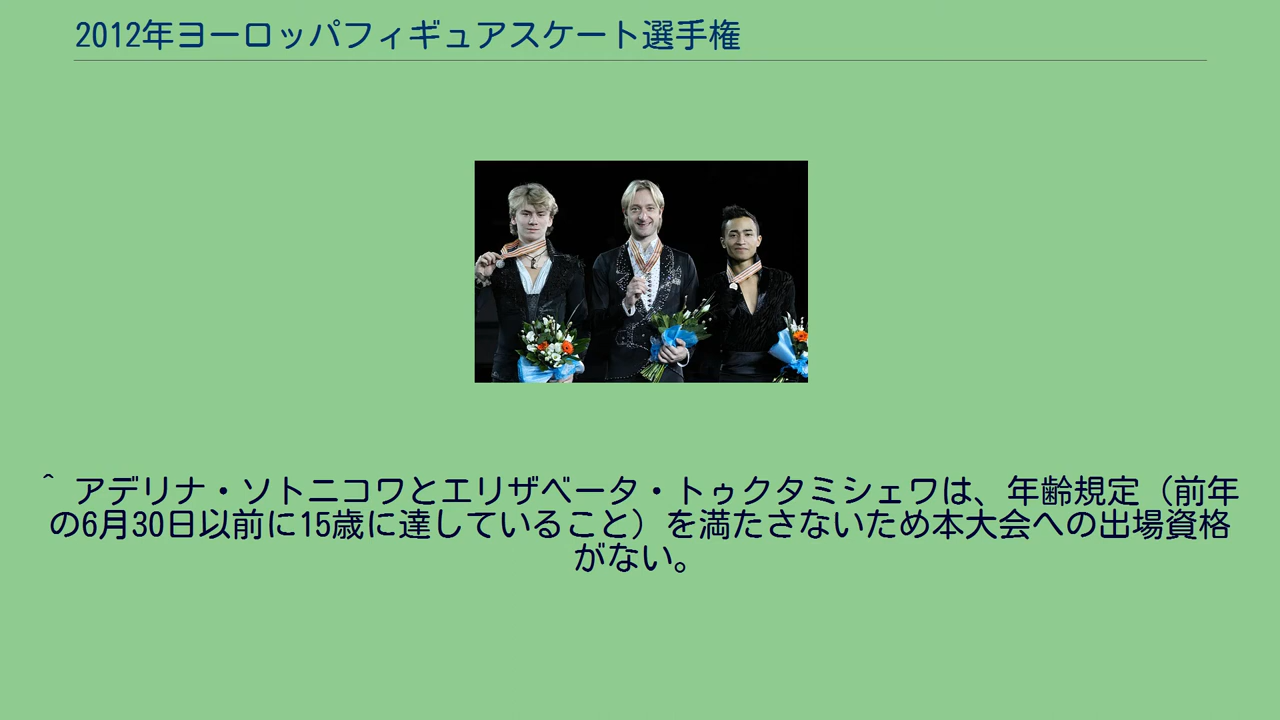 2012年ヨーロッパフィギュアスケート選手権
^ アデリナ・ソトニコワとエリザベータ・トゥクタミシェワは、年齢規定（前年
の6月30日以前に15歳に達していること）を満たさないため本大会への出場資格
がない。